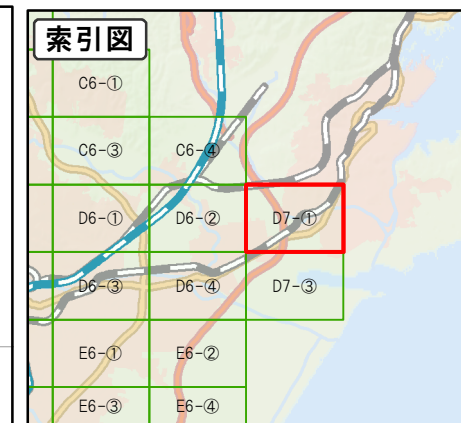 索引図
C6-①
C6-③ C6-④
D6-① D6-② D7-①
D6-③ D6-④ D7-③
E6-① E6-②
E6-③ E6-④